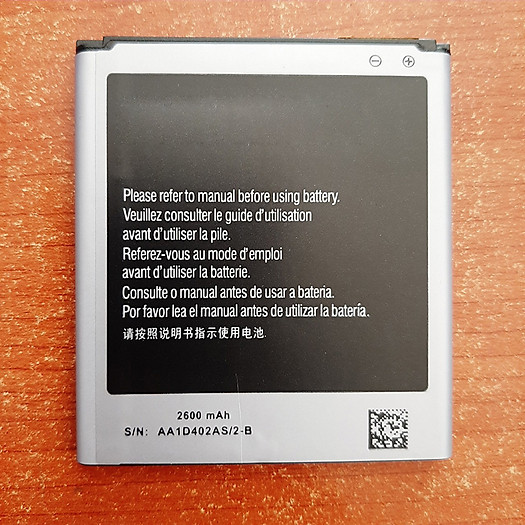 Please refer to manual before using battery.
Veuillez consulter le guide d'utilisation
avant d'utiliser la pile.
Referez-vous au mode d'emploi
avant d'utiliser la batterie.
Consulte o manual antes de usar a bateria.
Por favor lea el manual antes de utilizar la batería.
请按照说明书指示使用电池.
2600 mAh
S/N: AA1D402AS/2-B